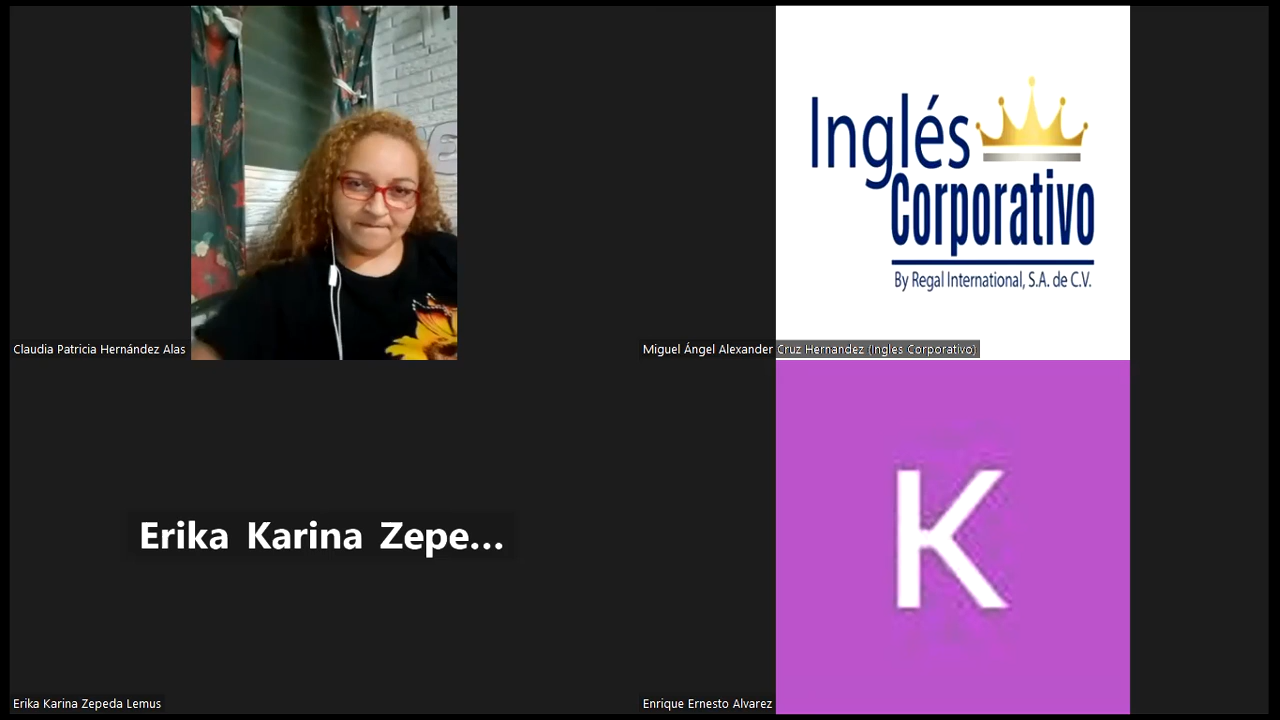 Inglés
Corporativo
By Regal International, S.A. de C.V.
Claudia Patricia Hernández Alas
Miguel Ángel Alexander Cruz Hernandez (Ingles Corporativo)
Erika Karina Zepe...
K
Erika Karina Zepeda Lemus
Enrique Ernesto Alvarez